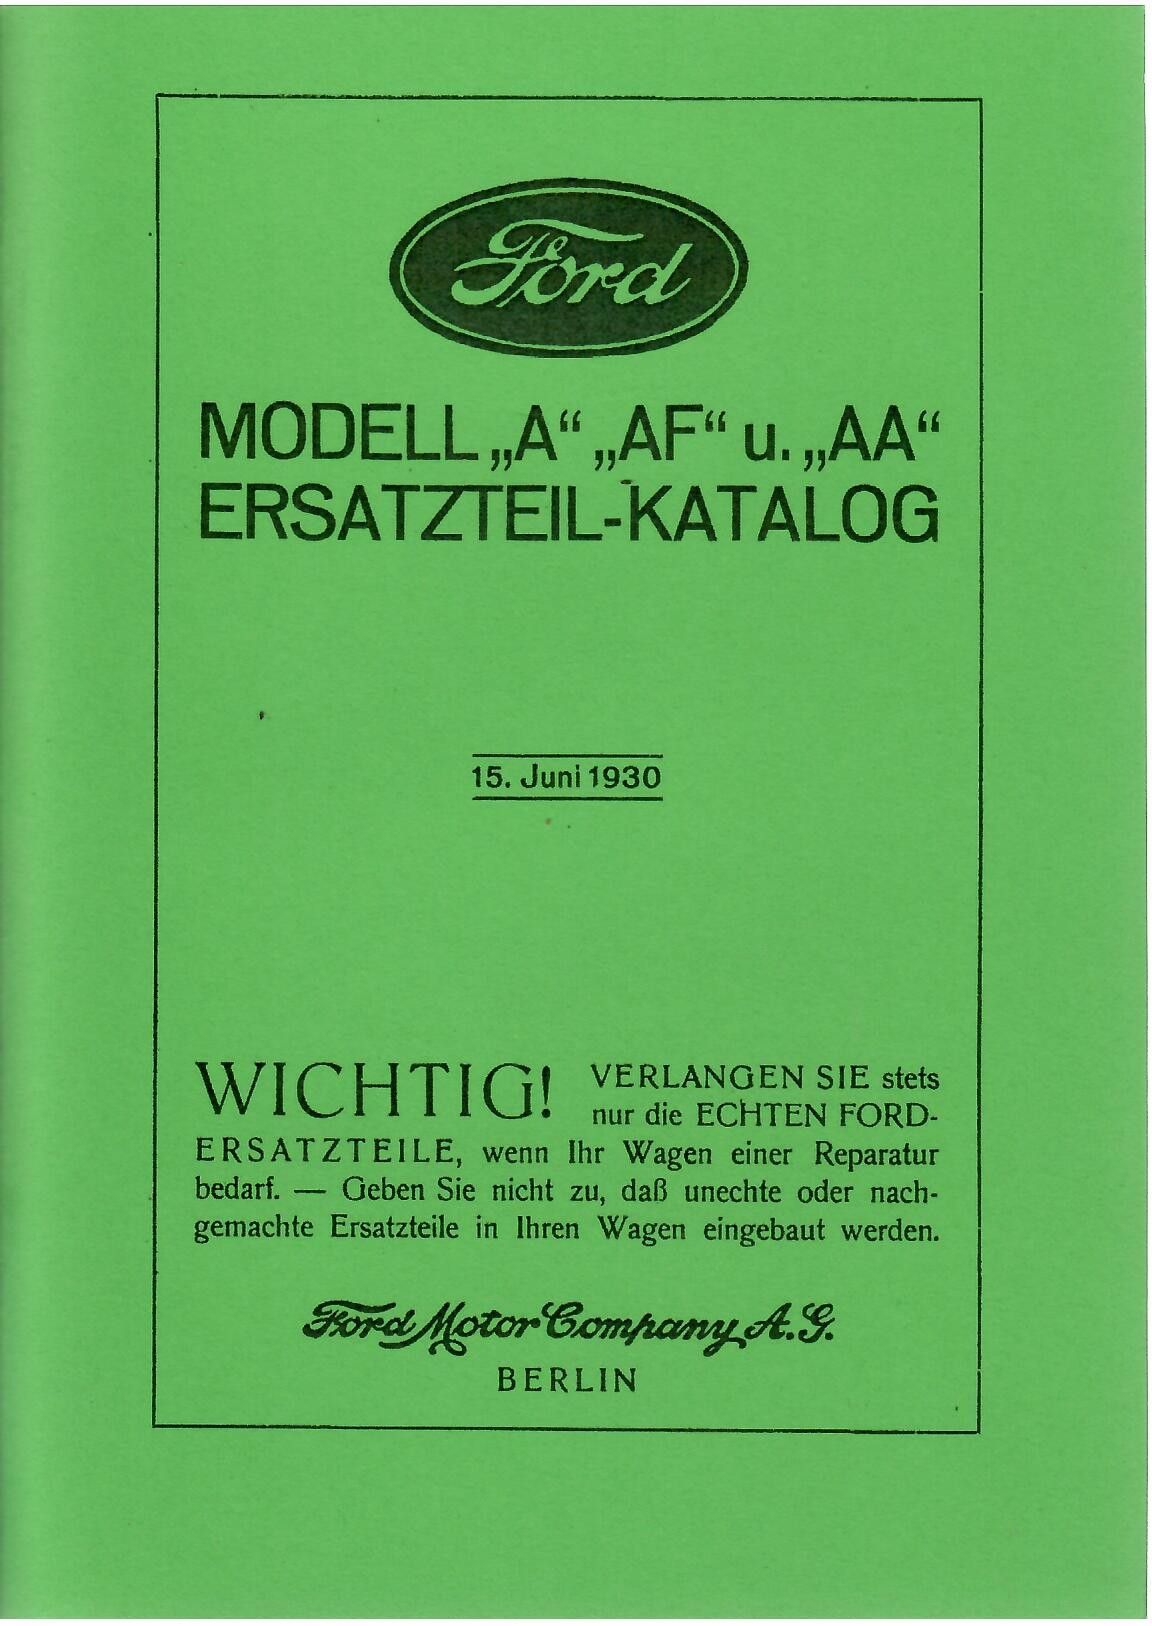 Ford
MODELL „A“ „AF“ u. „AA“
ERSATZTEIL-KATALOG
15. Juni 1930
WICHTIG! VERLANGEN SIE stets
nur die ECHTEN FORD-
ERSATZTEILE, wenn Ihr Wagen einer Reparatur
bedarf. — Geben Sie nicht zu, daß unechte oder nach-
gemachte Ersatzteile in Ihren Wagen eingebaut werden.
Ford Motor Company A.G.
BERLIN